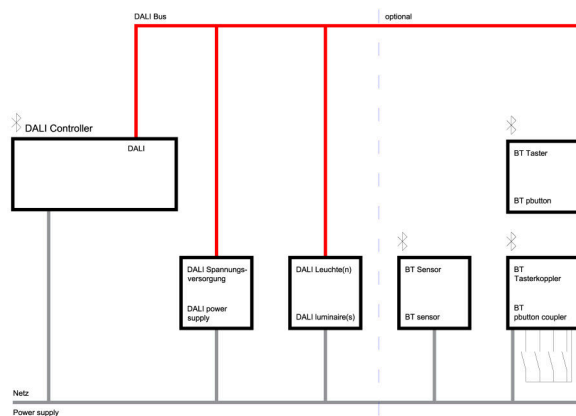 DALI Bus
optional
DALI Controller
DALI
BT Taster
BT pbutton
DALI Spannungs-
versorgung
DALI power
supply
DALI Leuchte(n)
DALI luminaire(s)
BT Sensor
BT sensor
BT
Tasterkoppler
BT
pbutton coupler
Netz
Power supply